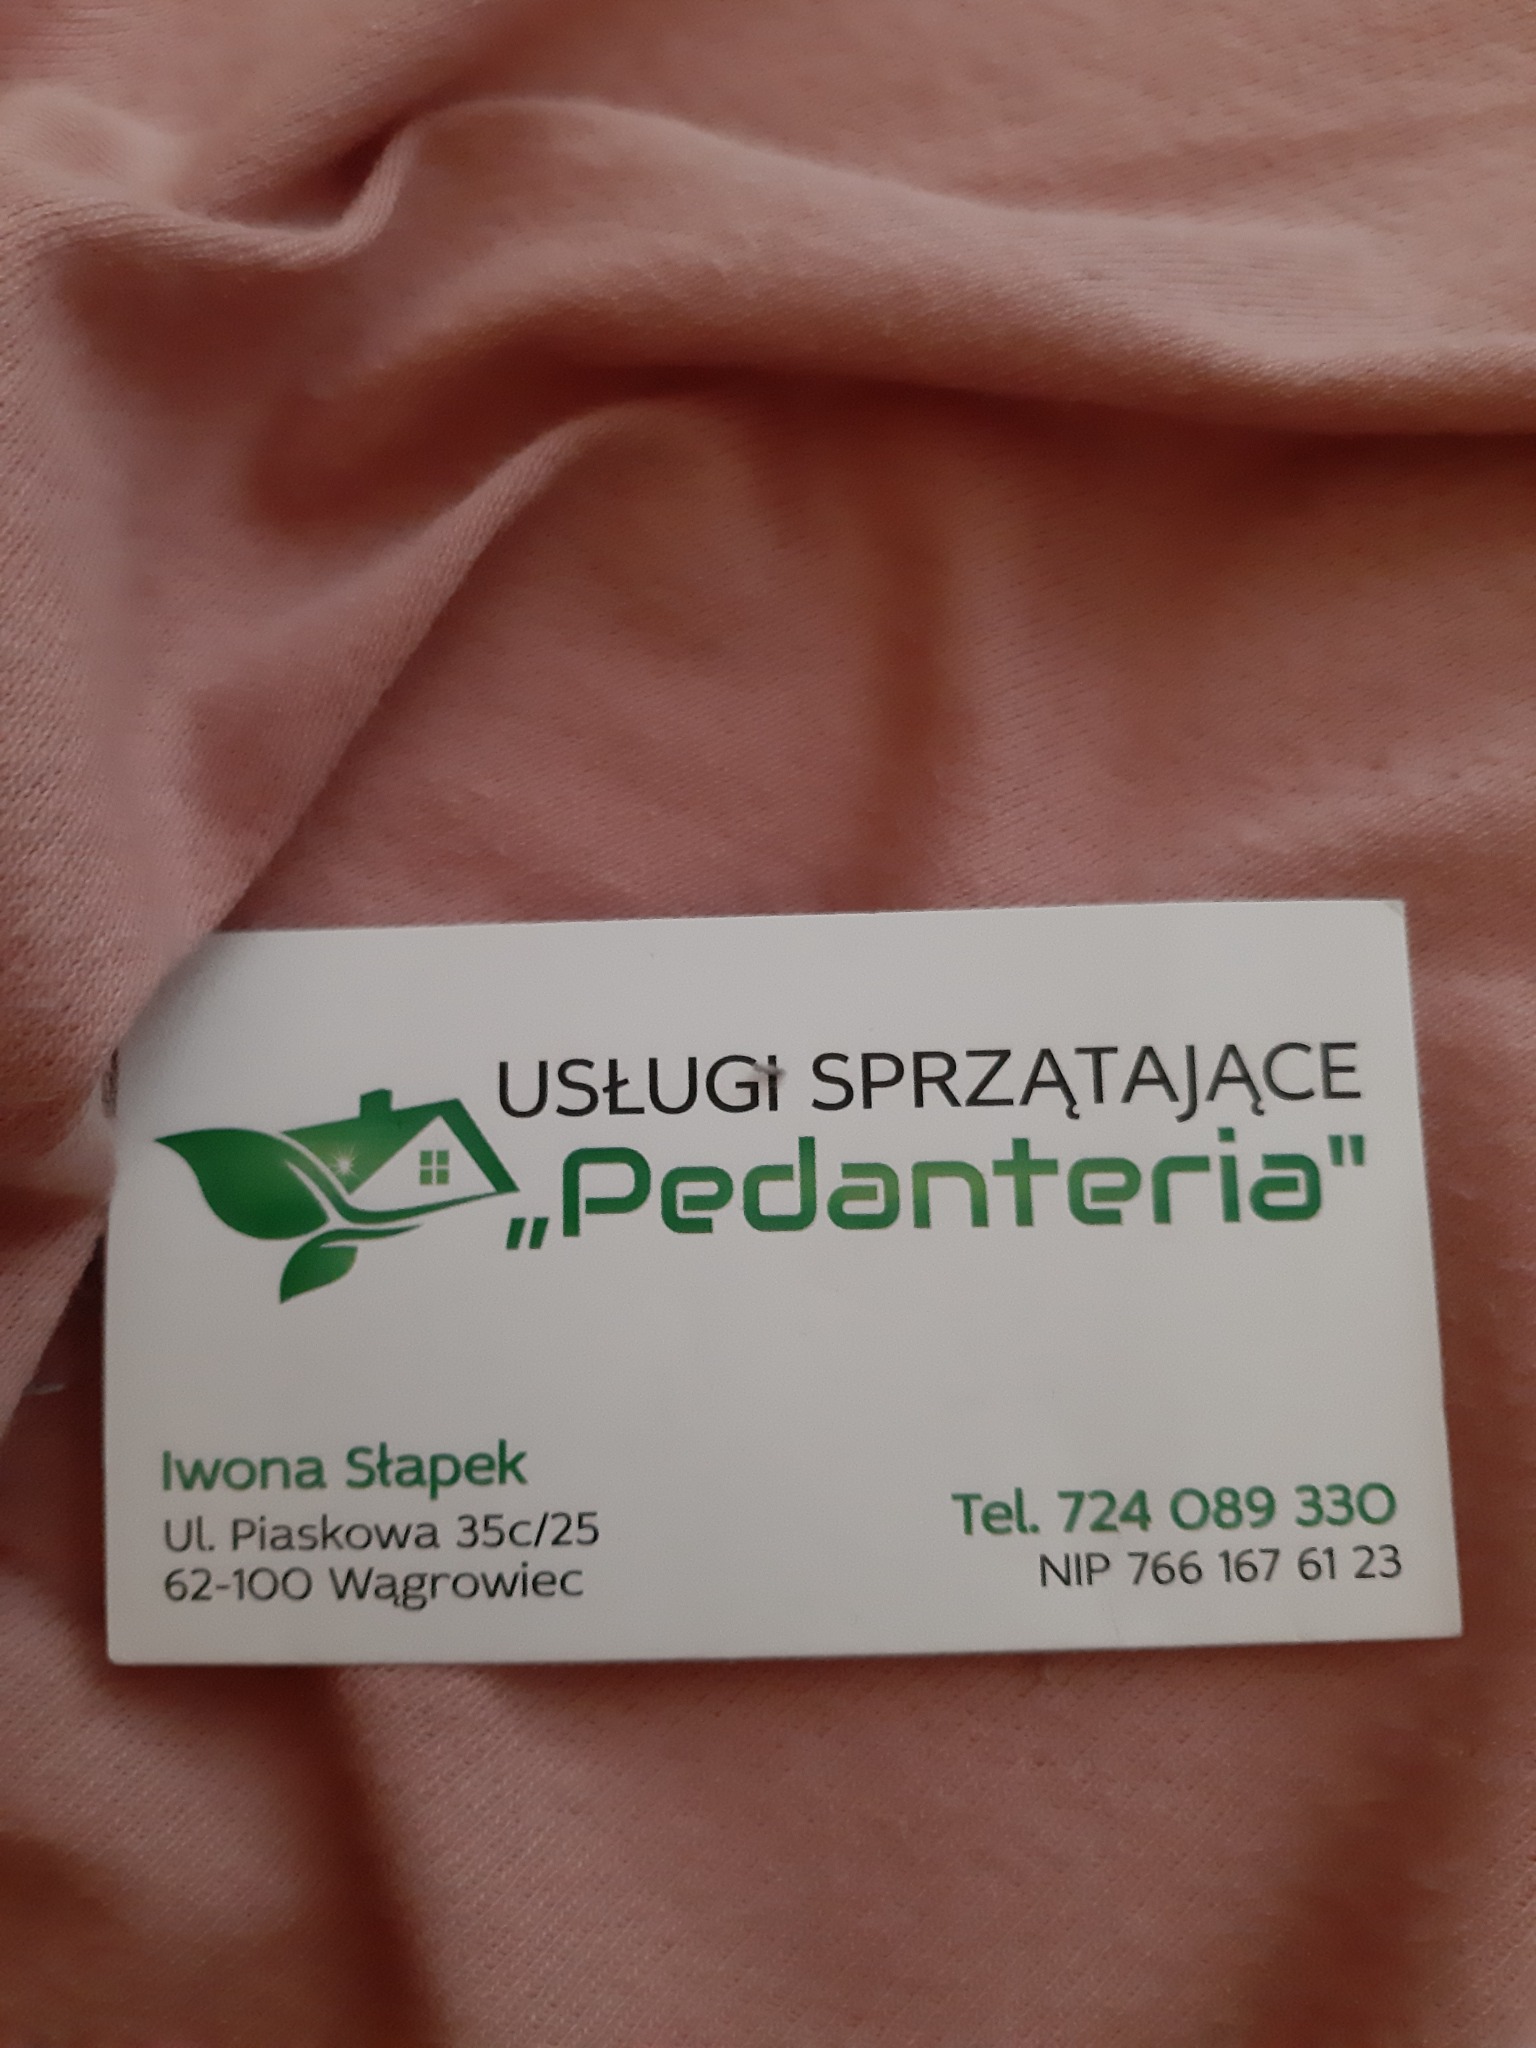 USŁUGI SPRZĄTAJĄCE
„Pedanteria"
Iwona Słapek
Ul. Piaskowa 35c/25
62-100 Wągrowiec
Tel. 724 089 330
NIP 766 167 61 23